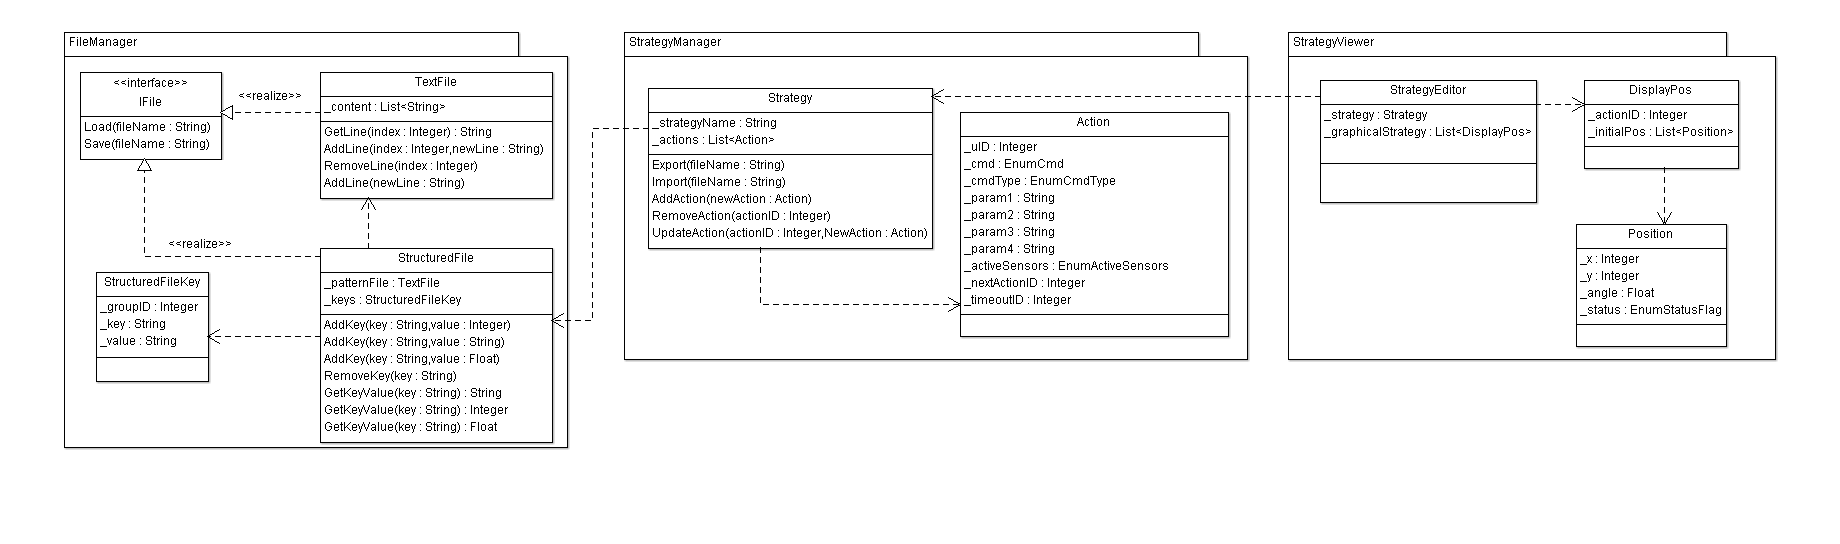 FileManager
<<interface>>
IFile
Load(fileName : String)
Save(fileName : String)
<<realize>>
TextFile
_content : List<String>
GetLine(index : Integer) : String
AddLine(index : Integer,newLine : String)
RemoveLine(index : Integer)
AddLine(newLine : String)
<<realize>>
StructuredFileKey
_groupID : Integer
_key : String
_value : String
StructuredFile
_patternFile : TextFile
_keys : StructuredFileKey
AddKey(key : String,value : Integer)
AddKey(key : String,value : String)
AddKey(key : String,value : Float)
RemoveKey(key : String)
GetKeyValue(key : String) : String
GetKeyValue(key : String) : Integer
GetKeyValue(key : String) : Float
StrategyManager
Strategy
_strategyName : String
_actions : List<Action>
Export(fileName : String)
Import(fileName : String)
AddAction(newAction : Action)
RemoveAction(actionID : Integer)
UpdateAction(actionID : Integer,NewAction : Action)
Action
_uID : Integer
_cmd : EnumCmd
_cmdType : EnumCmdType
_param1 : String
_param2 : String
_param3 : String
_param4 : String
_activeSensors : EnumActiveSensors
_nextActionID : Integer
_timeoutID : Integer
StrategyViewer
StrategyEditor
_strategy : Strategy
_graphicalStrategy : List<DisplayPos>
DisplayPos
_actionID : Integer
_initialPos : List<Position>
Position
_x : Integer
_y : Integer
_angle : Float
_status : EnumStatusFlag